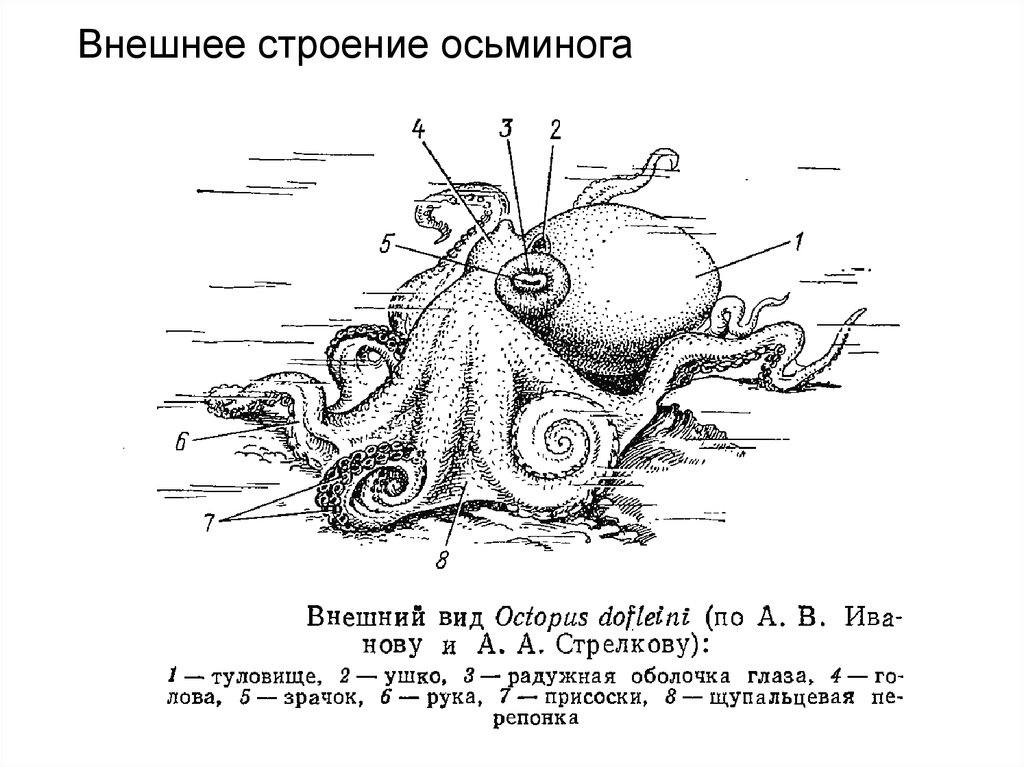 Внешнее строение осьминога
4 3 2
5 1
6
7
8
Внешний вид Octopus dofleini (по А. В. Ива-
нову и А. А. Стрелкову):
1 — туловище, 2 — ушко, 3 — радужная оболочка глаза, 4 — го-
лова, 5 — зрачок, 6 — рука, 7 — присоски, 8 — щупальцевая пе-
репонка